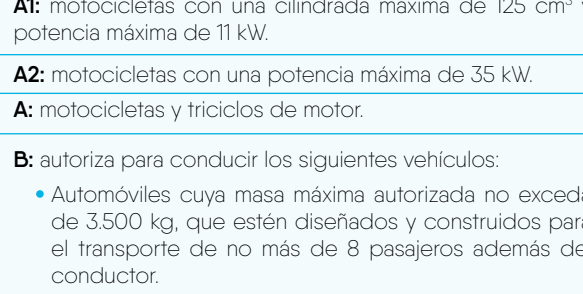 A1: motocicletas con una cilindrada máxima de 125 cm³ y
potencia máxima de 11 kW.
A2: motocicletas con una potencia máxima de 35 kW.
A: motocicletas y triciclos de motor.
B: autoriza para conducir los siguientes vehículos:
• Automóviles cuya masa máxima autorizada no exceda
de 3.500 kg, que estén diseñados y construidos para
el transporte de no más de 8 pasajeros además de
conductor.